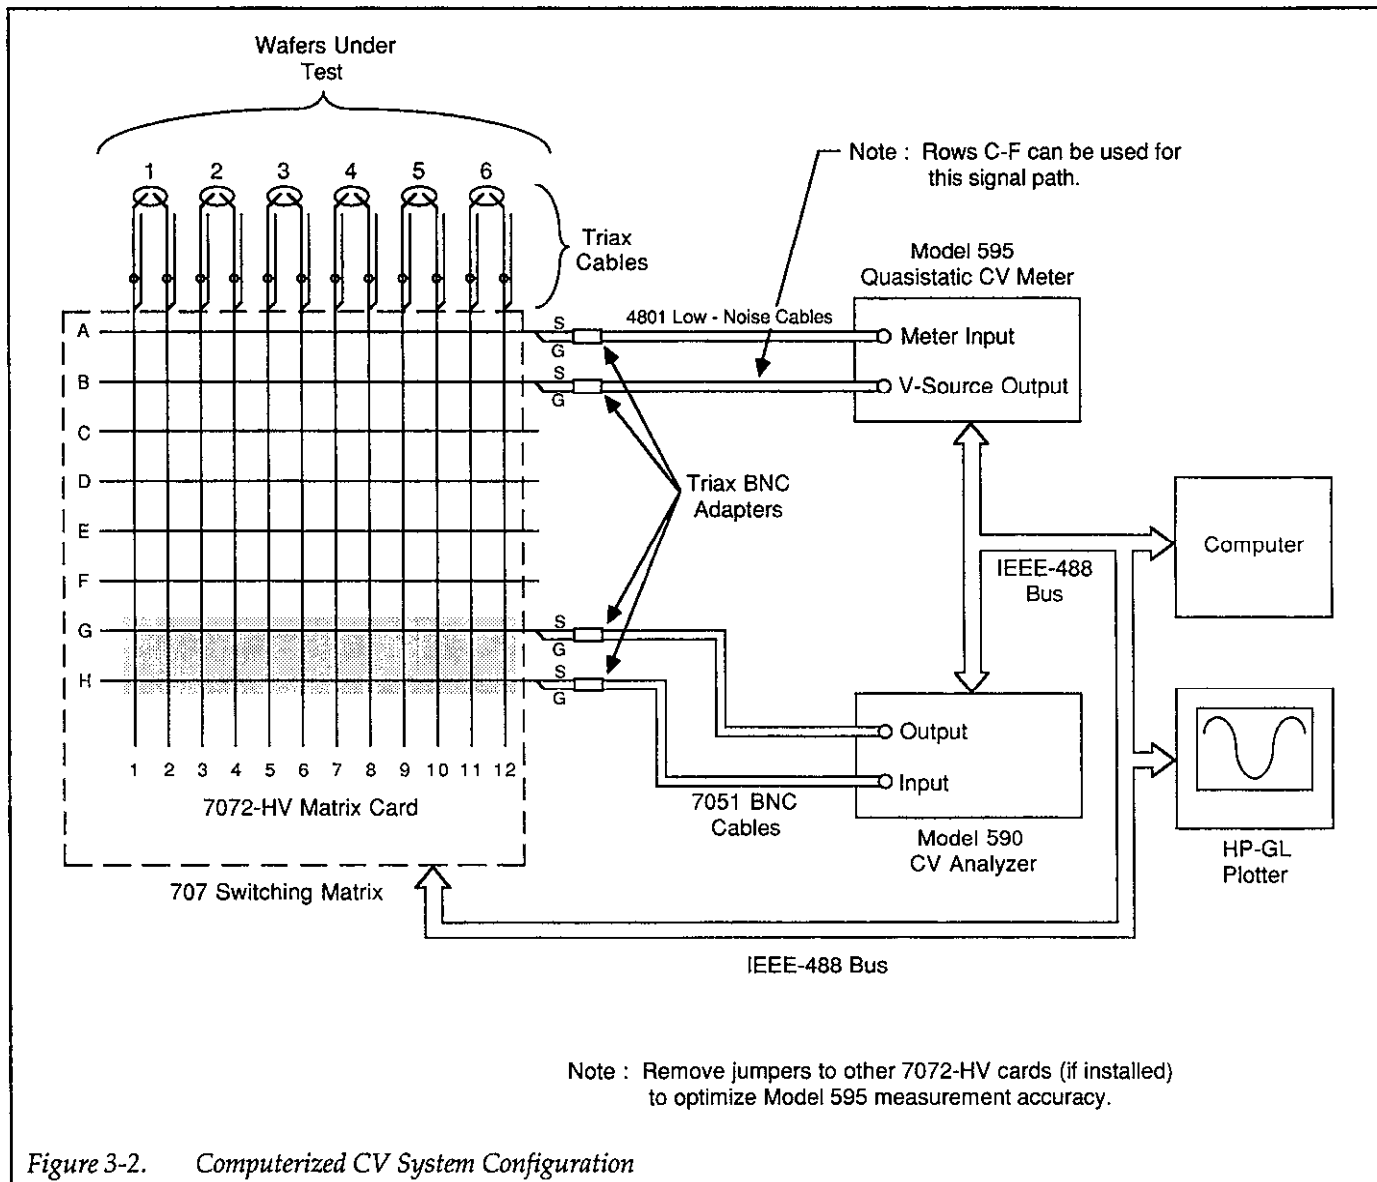 Wafers Under
Test
1 2 3 4 5 6
Triax
Cables
Note : Rows C-F can be used for
this signal path.
Model 595
Quasistatic CV Meter
A
S
G
4801 Low - Noise Cables
Meter Input
B
S
G
V-Source Output
C
D
E
F
Triax BNC
Adapters
IEEE-488
Bus
Computer
G
S
G
H
S
G
Output
Input
7051 BNC
Cables
Model 590
CV Analyzer
HP-GL
Plotter
1 2 3 4 5 6 7 8 9 10 11 12
7072-HV Matrix Card
707 Switching Matrix
IEEE-488 Bus
Note : Remove jumpers to other 7072-HV cards (if installed)
to optimize Model 595 measurement accuracy.
Figure 3-2. Computerized CV System Configuration